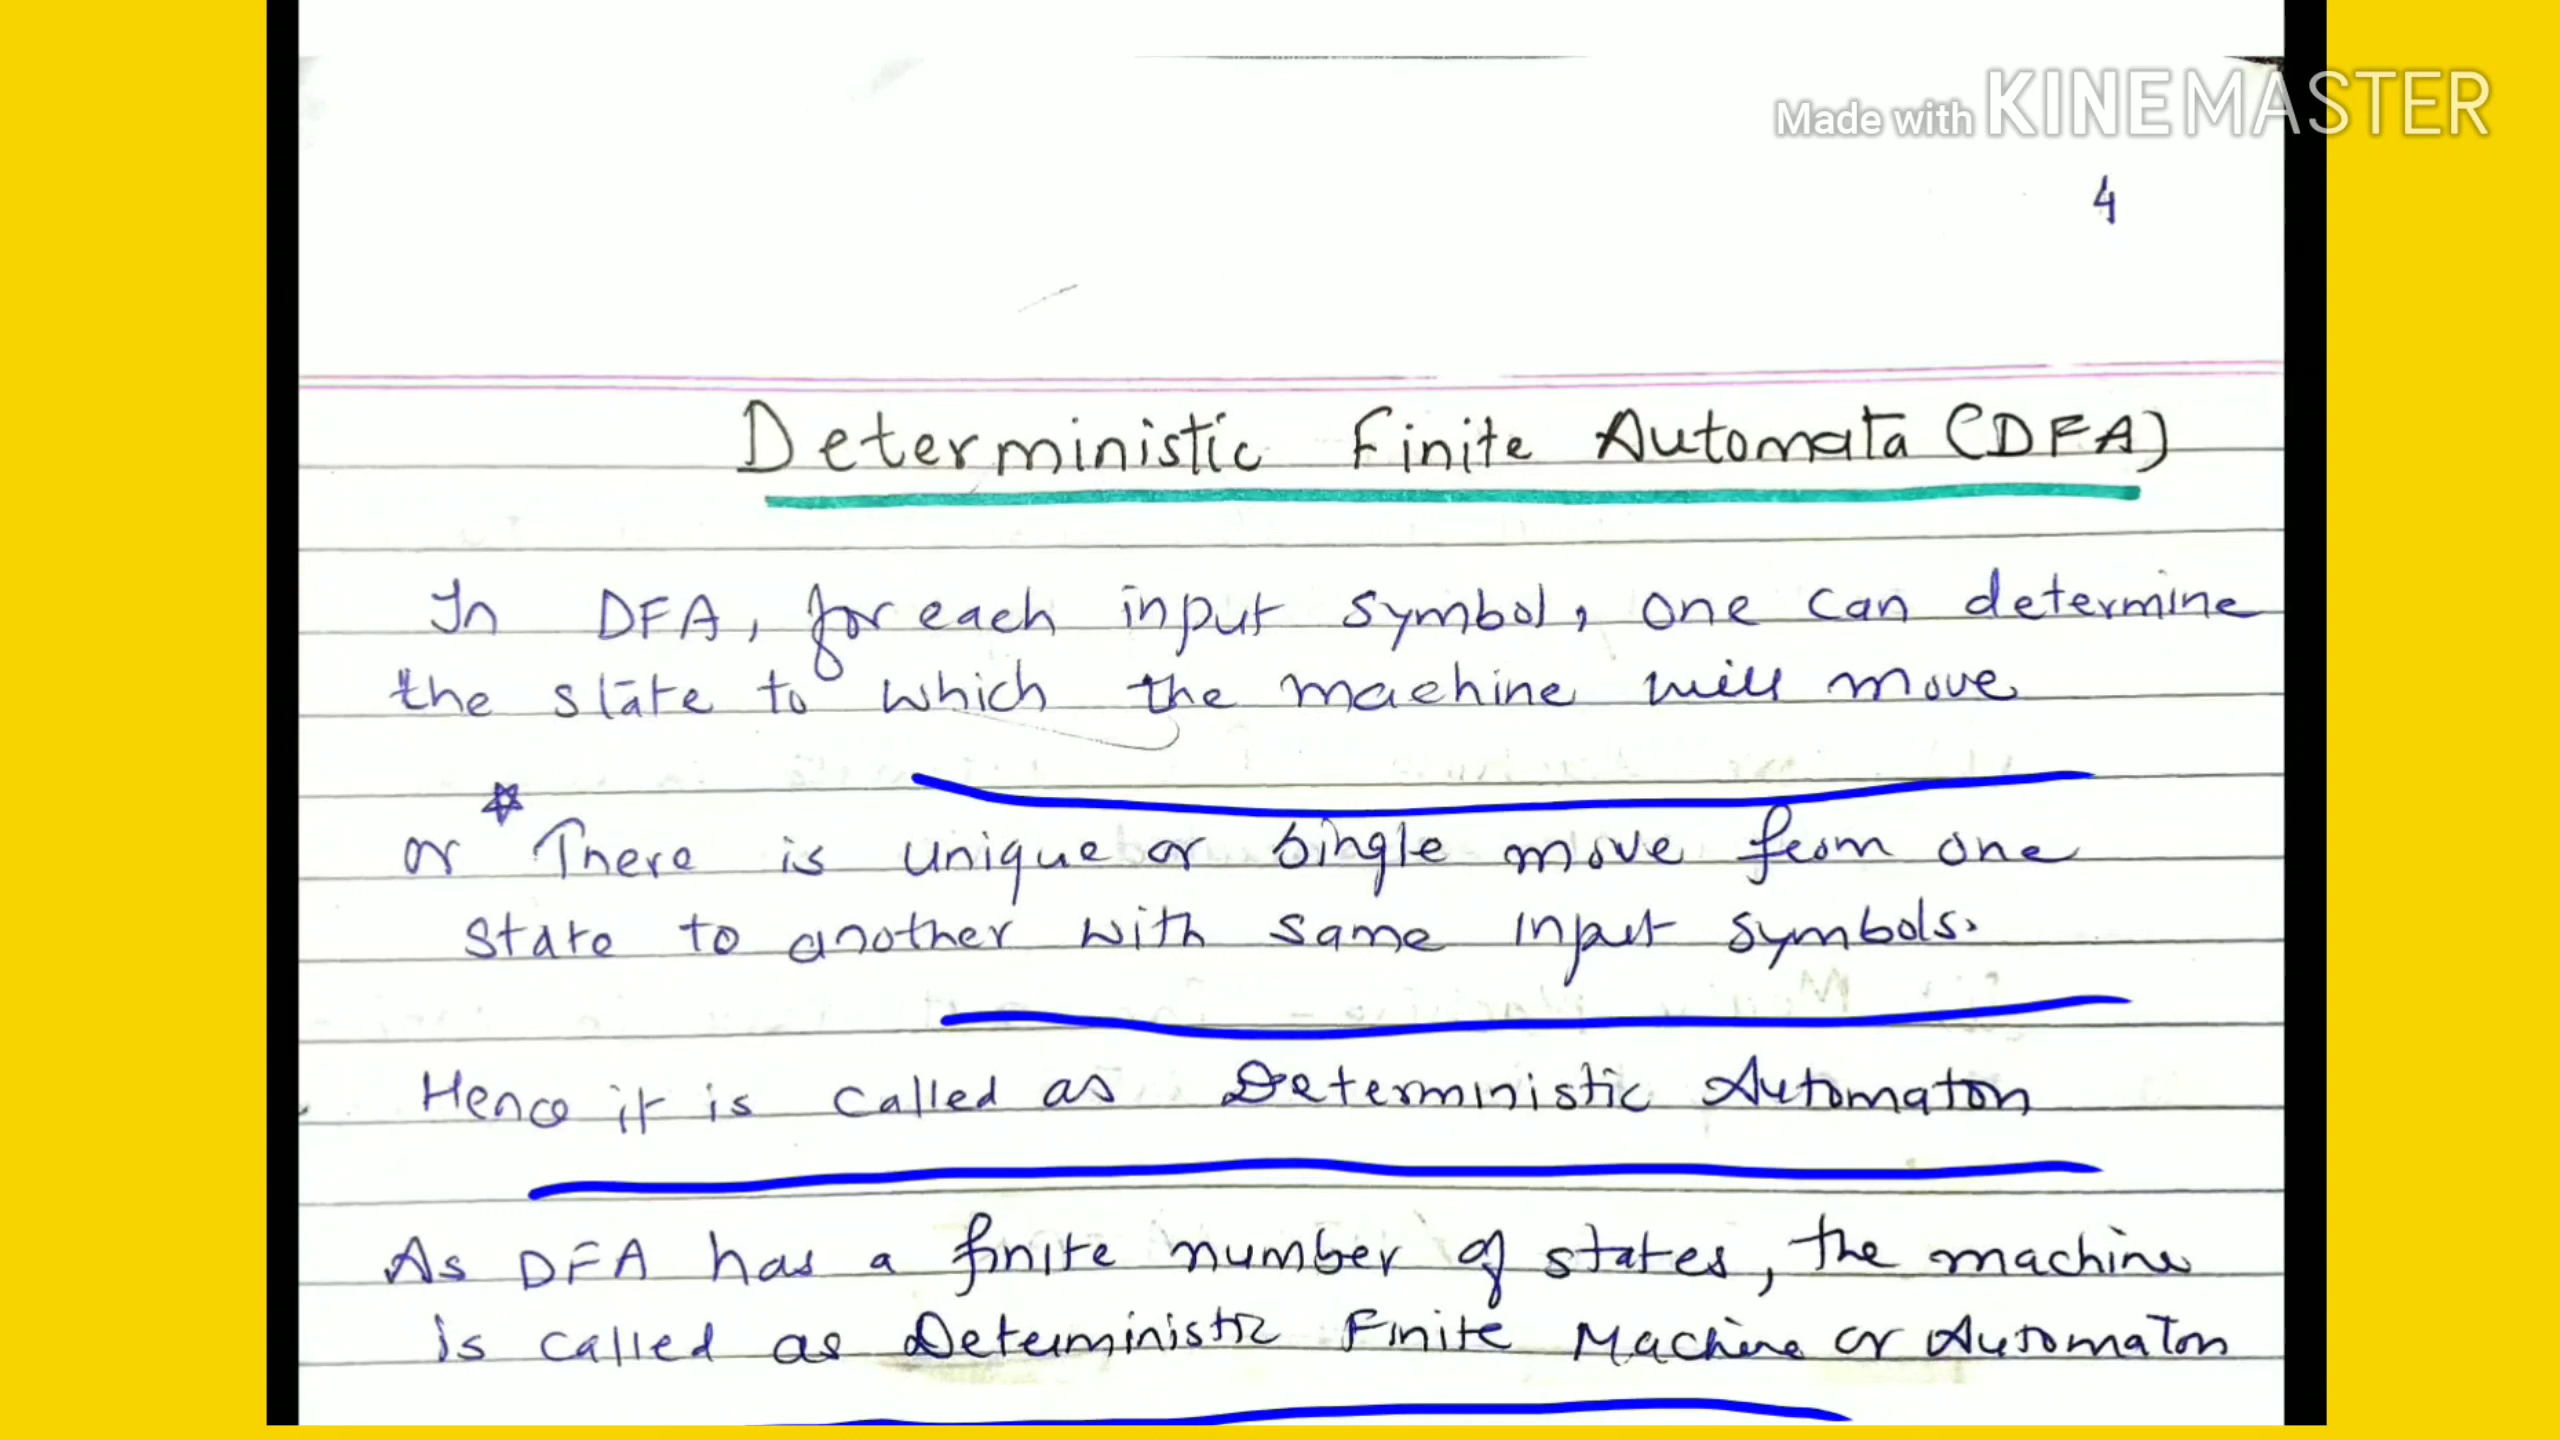 Made with KINEMASTER
4
Deterministic Finite Automata (DFA)
In DFA, for each input symbol, one can determine
the state to which the machine will move
or * There is unique or single move from one
state to another with same input symbols.
Hence it is called as Deterministic Automaton
As DFA has a finite number of states, the machine
is called as Deterministic Finite Machine or Automaton